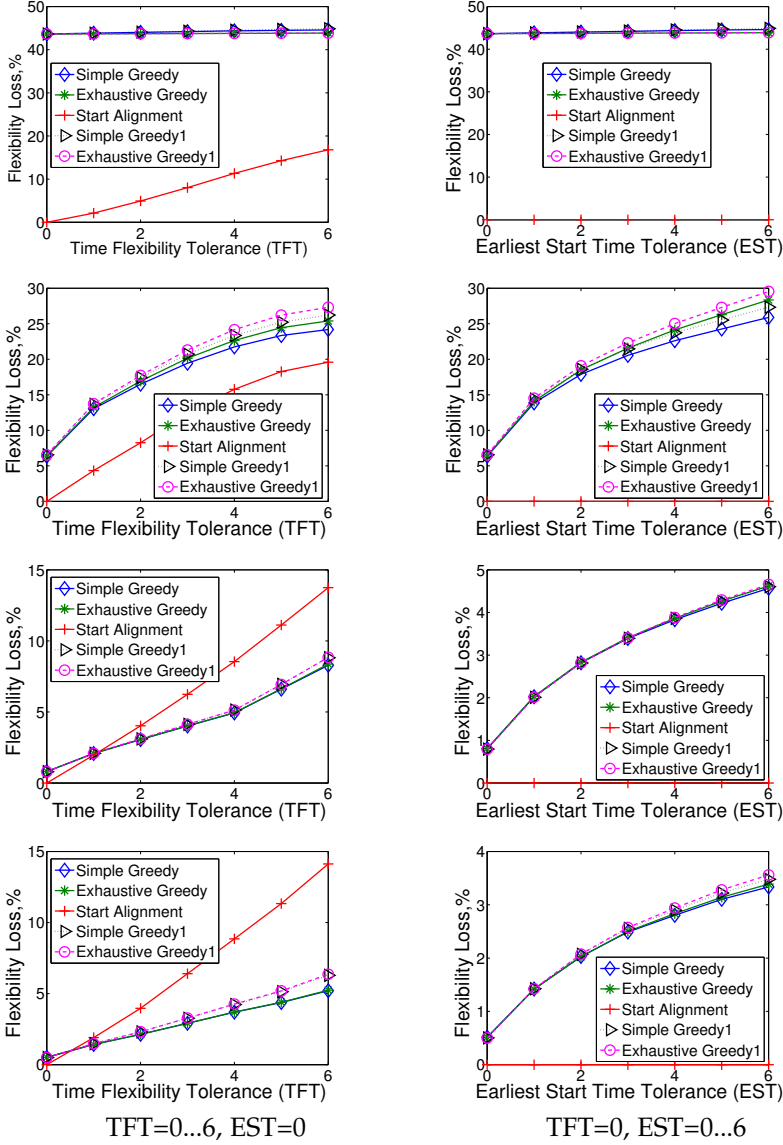 50
40
30
20
10
0
Flexibility Loss,%
Simple Greedy
Exhaustive Greedy
Start Alignment
Simple Greedy1
Exhaustive Greedy1
0 2 4 6
Time Flexibility Tolerance (TFT)
50
40
30
20
10
0
Flexibility Loss,%
Simple Greedy
Exhaustive Greedy
Start Alignment
Simple Greedy1
Exhaustive Greedy1
0 2 4 6
Earliest Start Time Tolerance (EST)
30
25
20
15
10
5
0
Flexibility Loss,%
Simple Greedy
Exhaustive Greedy
Start Alignment
Simple Greedy1
Exhaustive Greedy1
0 2 4 6
Time Flexibility Tolerance (TFT)
30
25
20
15
10
5
0
Flexibility Loss,%
Simple Greedy
Exhaustive Greedy
Start Alignment
Simple Greedy1
Exhaustive Greedy1
0 2 4 6
Earliest Start Time Tolerance (EST)
15
10
5
0
Flexibility Loss,%
Simple Greedy
Exhaustive Greedy
Start Alignment
Simple Greedy1
Exhaustive Greedy1
0 2 4 6
Time Flexibility Tolerance (TFT)
5
4
3
2
1
0
Flexibility Loss,%
Simple Greedy
Exhaustive Greedy
Start Alignment
Simple Greedy1
Exhaustive Greedy1
0 2 4 6
Earliest Start Time Tolerance (EST)
15
10
5
0
Flexibility Loss,%
Simple Greedy
Exhaustive Greedy
Start Alignment
Simple Greedy1
Exhaustive Greedy1
0 2 4 6
Time Flexibility Tolerance (TFT)
4
3
2
1
0
Flexibility Loss,%
Simple Greedy
Exhaustive Greedy
Start Alignment
Simple Greedy1
Exhaustive Greedy1
0 2 4 6
Earliest Start Time Tolerance (EST)
TFT=0...6, EST=0
TFT=0, EST=0...6